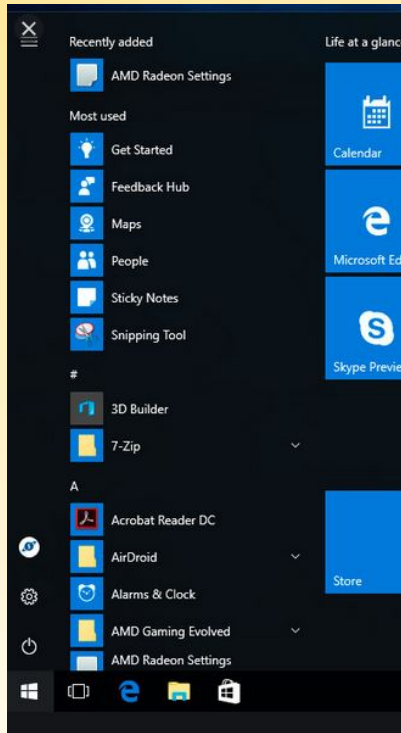 Recently added
Life at a glanc
AMD Radeon Settings
Most used
Get Started
Calendar
Feedback Hub
Maps
People
Microsoft Ed
Sticky Notes
Snipping Tool
Skype Previe
#
3D Builder
7-Zip
A
Acrobat Reader DC
AirDroid
Store
Alarms & Clock
AMD Gaming Evolved
AMD Radeon Settings